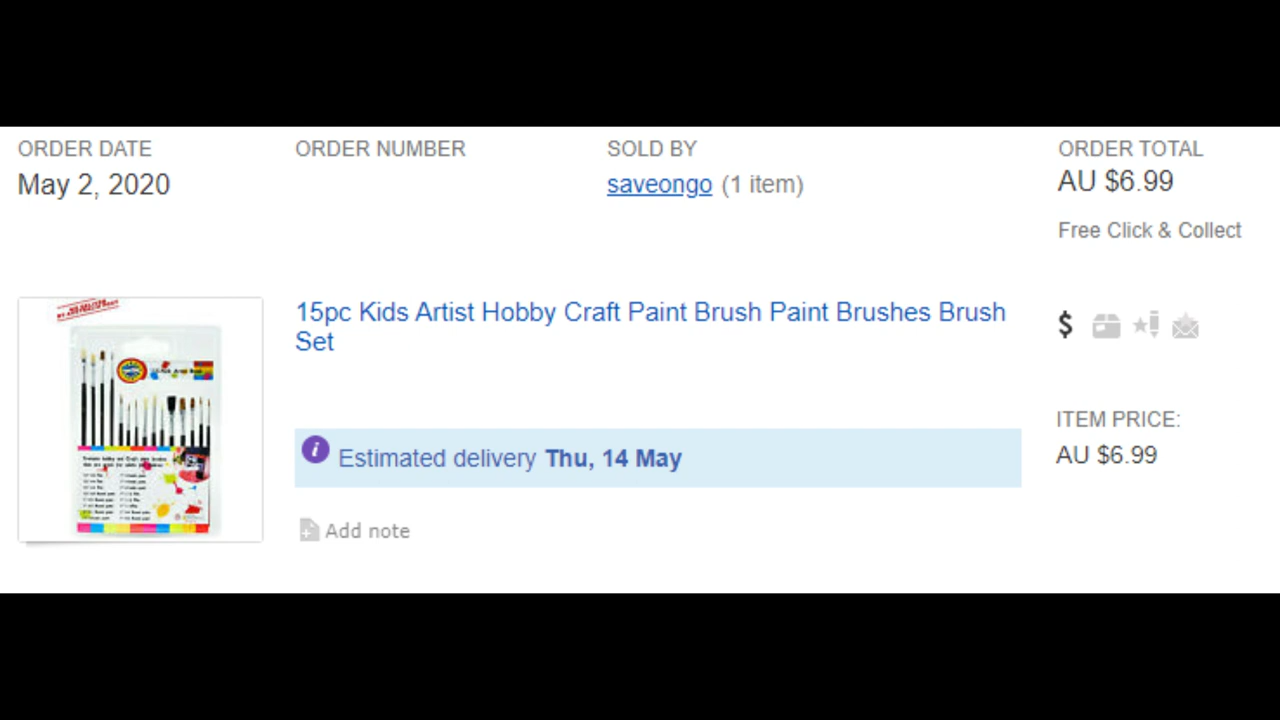 ORDER DATE
ORDER NUMBER
SOLD BY
ORDER TOTAL
May 2, 2020
saveongo (1 item)
AU $6.99
Free Click & Collect
15pc Kids Artist Hobby Craft Paint Brush Paint Brushes Brush
Set
$
ITEM PRICE:
AU $6.99
i Estimated delivery Thu, 14 May
Add note